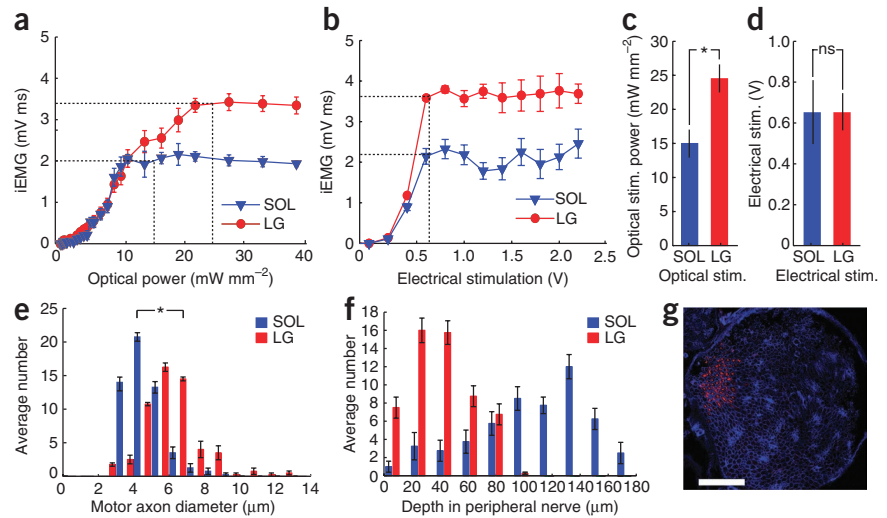 a
iEMG (mV ms)
5
4
3
2
1
0
0 10 20 30 40
Optical power (mW mm−2)
SOL
LG
b
iEMG (mV ms)
5
4
3
2
1
0
0 0.5 1.0 1.5 2.0 2.5
Electrical stimulation (V)
SOL
LG
c
Optical stim. power (mW mm−2)
30
25
20
15
10
5
0
*
SOL LG
Optical stim.
d
Electrical stim. (V)
1.0
0.8
0.6
0.4
0.2
0
ns
SOL LG
Electrical stim.
e
Average number
25
20
15
10
5
0
0 2 4 6 8 10 12 14
Motor axon diameter (μm)
*
SOL
LG
f
Average number
18
16
14
12
10
8
6
4
2
0
0 20 40 60 80 100 120 140 160 180
Depth in peripheral nerve (μm)
SOL
LG
g